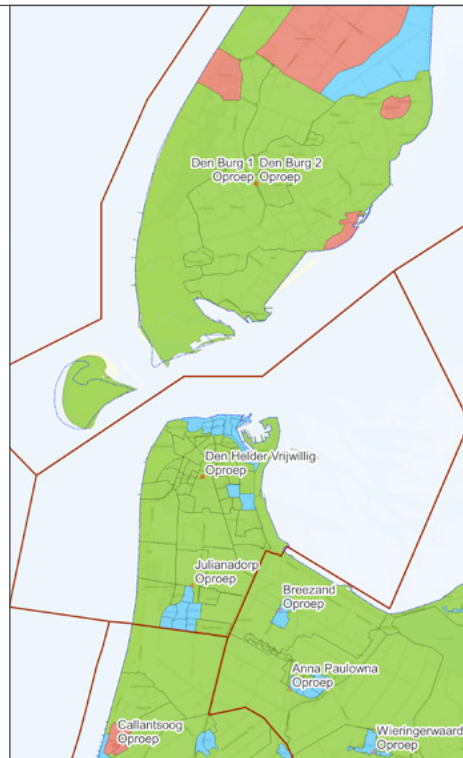 Den Burg 1 Den Burg 2
Oproep Oproep
Den Helder Vrijwillig
Oproep
Julianadorp
Oproep
Breezand
Oproep
Anna Paulowna
Oproep
Callantsoog
Oproep
Wieringerwaard
Oproep